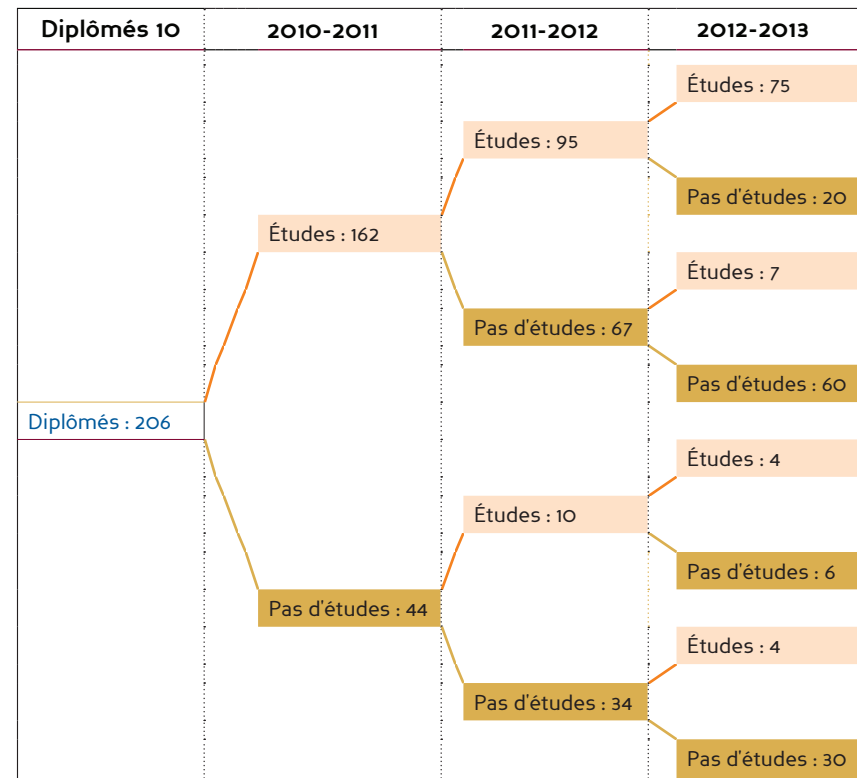 Diplômés 10 2010-2011 2011-2012 2012-2013
Études : 75
Études : 95
Pas d'études : 20
Études : 162
Études : 7
Pas d'études : 67
Pas d'études : 60
Diplômés : 206
Études : 4
Études : 10
Pas d'études : 6
Pas d'études : 44
Études : 4
Pas d'études : 34
Pas d'études : 30